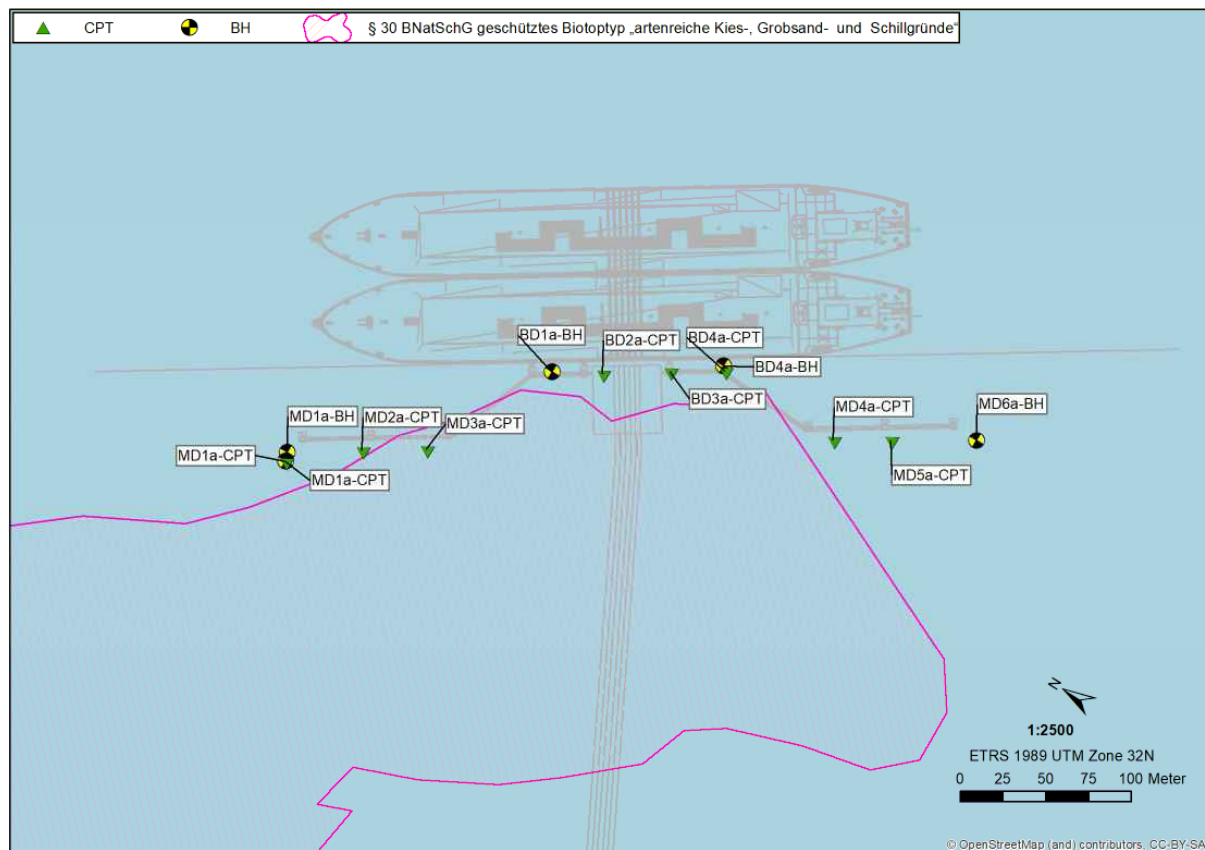 CPT BH § 30 BNatSchG geschütztes Biotoptyp „artenreiche Kies-, Grobsand- und Schillgründe“
BD1a-BH
BD2a-CPT
BD4a-CPT
BD4a-BH
BD3a-CPT
MD1a-BH
MD2a-CPT
MD3a-CPT
MD1a-CPT
MD1a-CPT
MD4a-CPT
MD6a-BH
MD5a-CPT
N
1:2500
ETRS 1989 UTM Zone 32N
0 25 50 75 100 Meter
© OpenStreetMap (and) contributors, CC-BY-SA